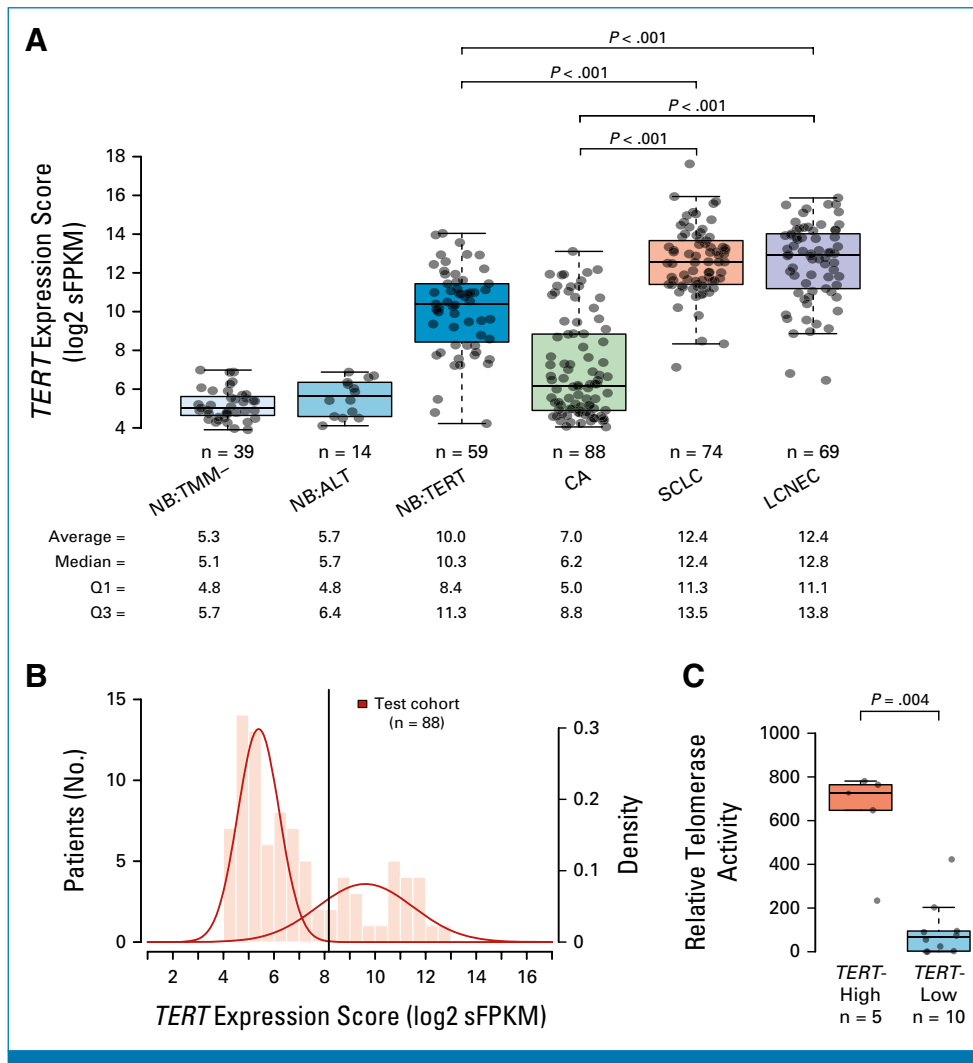 A
P < .001
P < .001
P < .001
P < .001
TERT Expression Score
(log2 sFPKM)
18
16
14
12
10
8
6
4
n = 39 n = 14 n = 59 n = 88 n = 74 n = 69
NB:TMM– NB:ALT NB:TERT CA SCLC LCNEC
Average = 5.3 5.7 10.0 7.0 12.4 12.4
Median = 5.1 5.7 10.3 6.2 12.4 12.8
Q1 = 4.8 4.8 8.4 5.0 11.3 11.1
Q3 = 5.7 6.4 11.3 8.8 13.5 13.8
B
Patients (No.)
15
10
5
0
Test cohort
(n = 88)
0.3
0.2
0.1
0
Density
2 4 6 8 10 12 14 16
TERT Expression Score (log2 sFPKM)
C
P = .004
Relative Telomerase
Activity
1000
800
600
400
200
0
TERT- TERT-
High Low
n = 5 n = 10